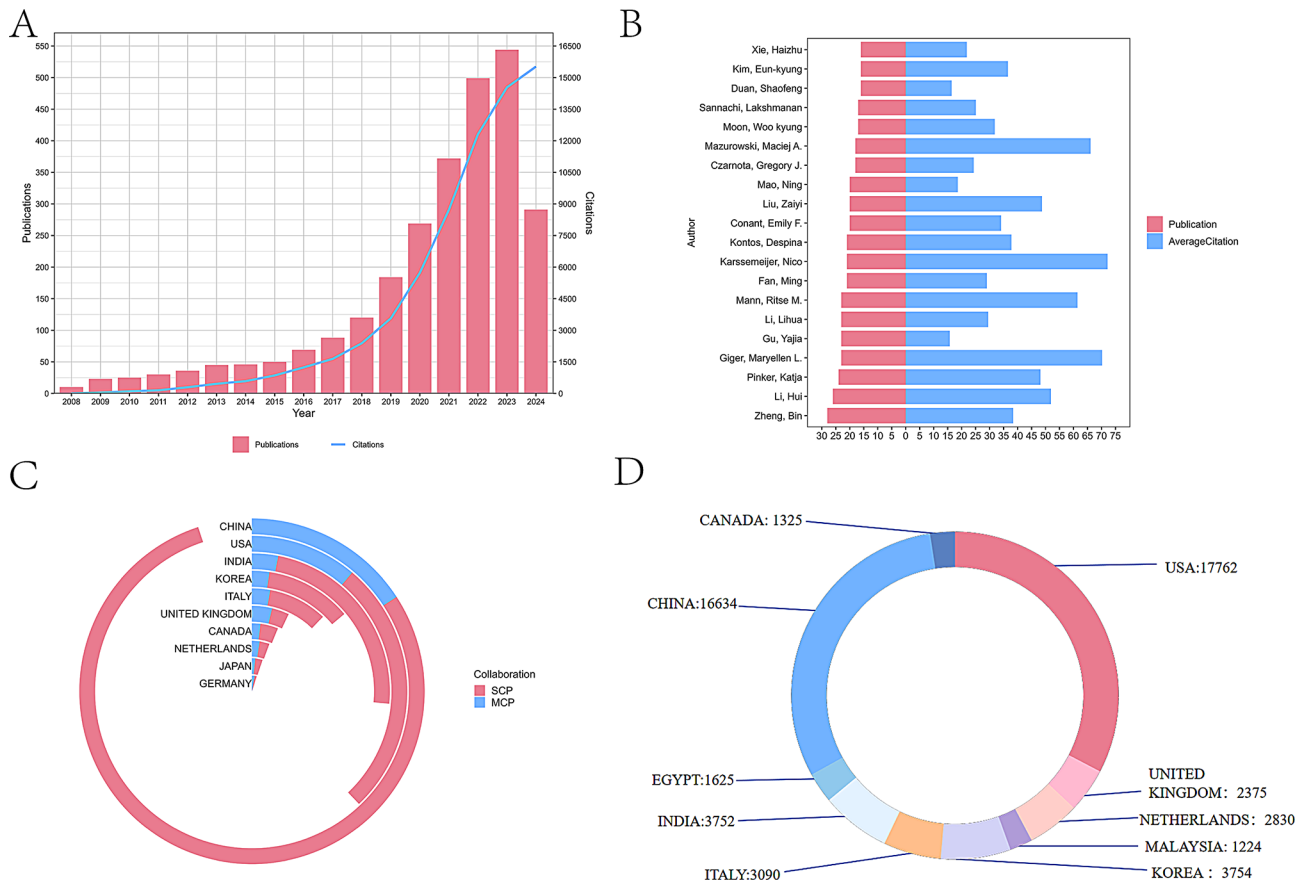 A
550
500
450
400
350
300
250
200
150
100
50
0
Publications
16500
15000
13500
12000
10500
9000
7500
6000
4500
3000
1500
0
Citations
2008 2009 2010 2011 2012 2013 2014 2015 2016 2017 2018 2019 2020 2021 2022 2023 2024
Year
Publications Citations
B
Author
Xie, Haizhu
Kim, Eun-kyung
Duan, Shaofeng
Sannachi, Lakshmanan
Moon, Woo kyung
Mazurowski, Maciej A.
Czarnota, Gregory J.
Mao, Ning
Liu, Zaiyi
Conant, Emily F.
Kontos, Despina
Karssemeijer, Nico
Fan, Ming
Mann, Ritse M.
Li, Lihua
Gu, Yajia
Giger, Maryellen L.
Pinker, Katja
Li, Hui
Zheng, Bin
30 25 20 15 10 5 0 5 10 15 20 25 30 35 40 45 50 55 60 65 70 75
Publication
AverageCitation
C
CHINA
USA
INDIA
KOREA
ITALY
UNITED KINGDOM
CANADA
NETHERLANDS
JAPAN
GERMANY
Collaboration
SCP
MCP
D
CANADA: 1325
USA:17762
CHINA:16634
EGYPT:1625
UNITED
KINGDOM: 2375
INDIA:3752
NETHERLANDS: 2830
MALAYSIA: 1224
ITALY:3090
KOREA : 3754